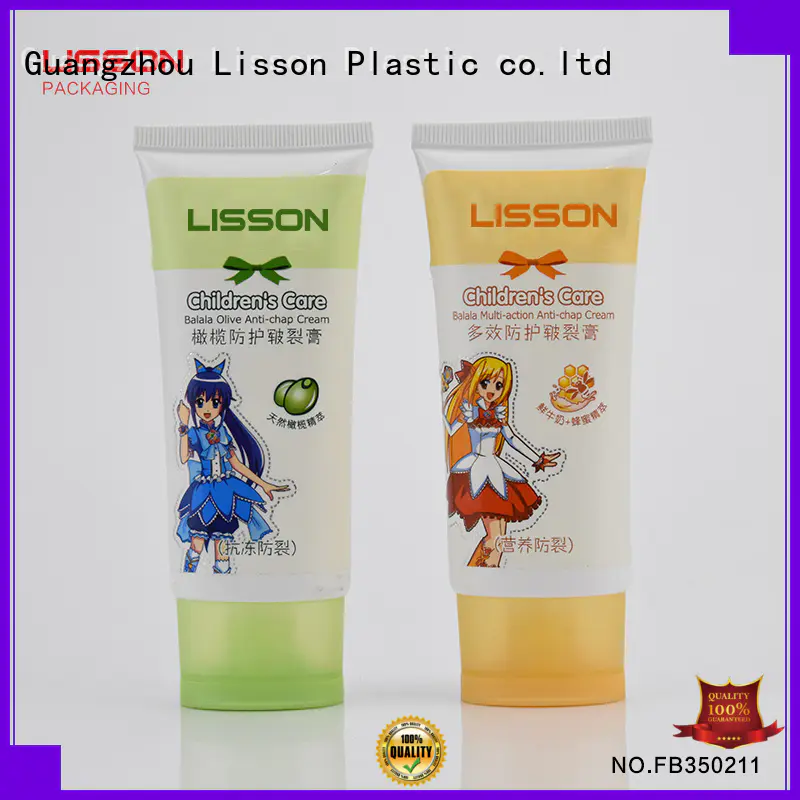 LISSON
Guangzhou Lisson Plastic co.ltd
PACKAGING
LISSON
Children's Care
Balala Olive Anti-chap Cream
橄榄防护皲裂膏
天然橄榄精萃
(抗冻防裂)
LISSON
Children's Care
Balala Multi-action Anti-chap Cream
多效防护皲裂膏
鲜牛奶+蜂蜜精萃
(营养防裂)
100%
QUALITY
QUALITY
100%
GUARANTEED
NO.FB350211